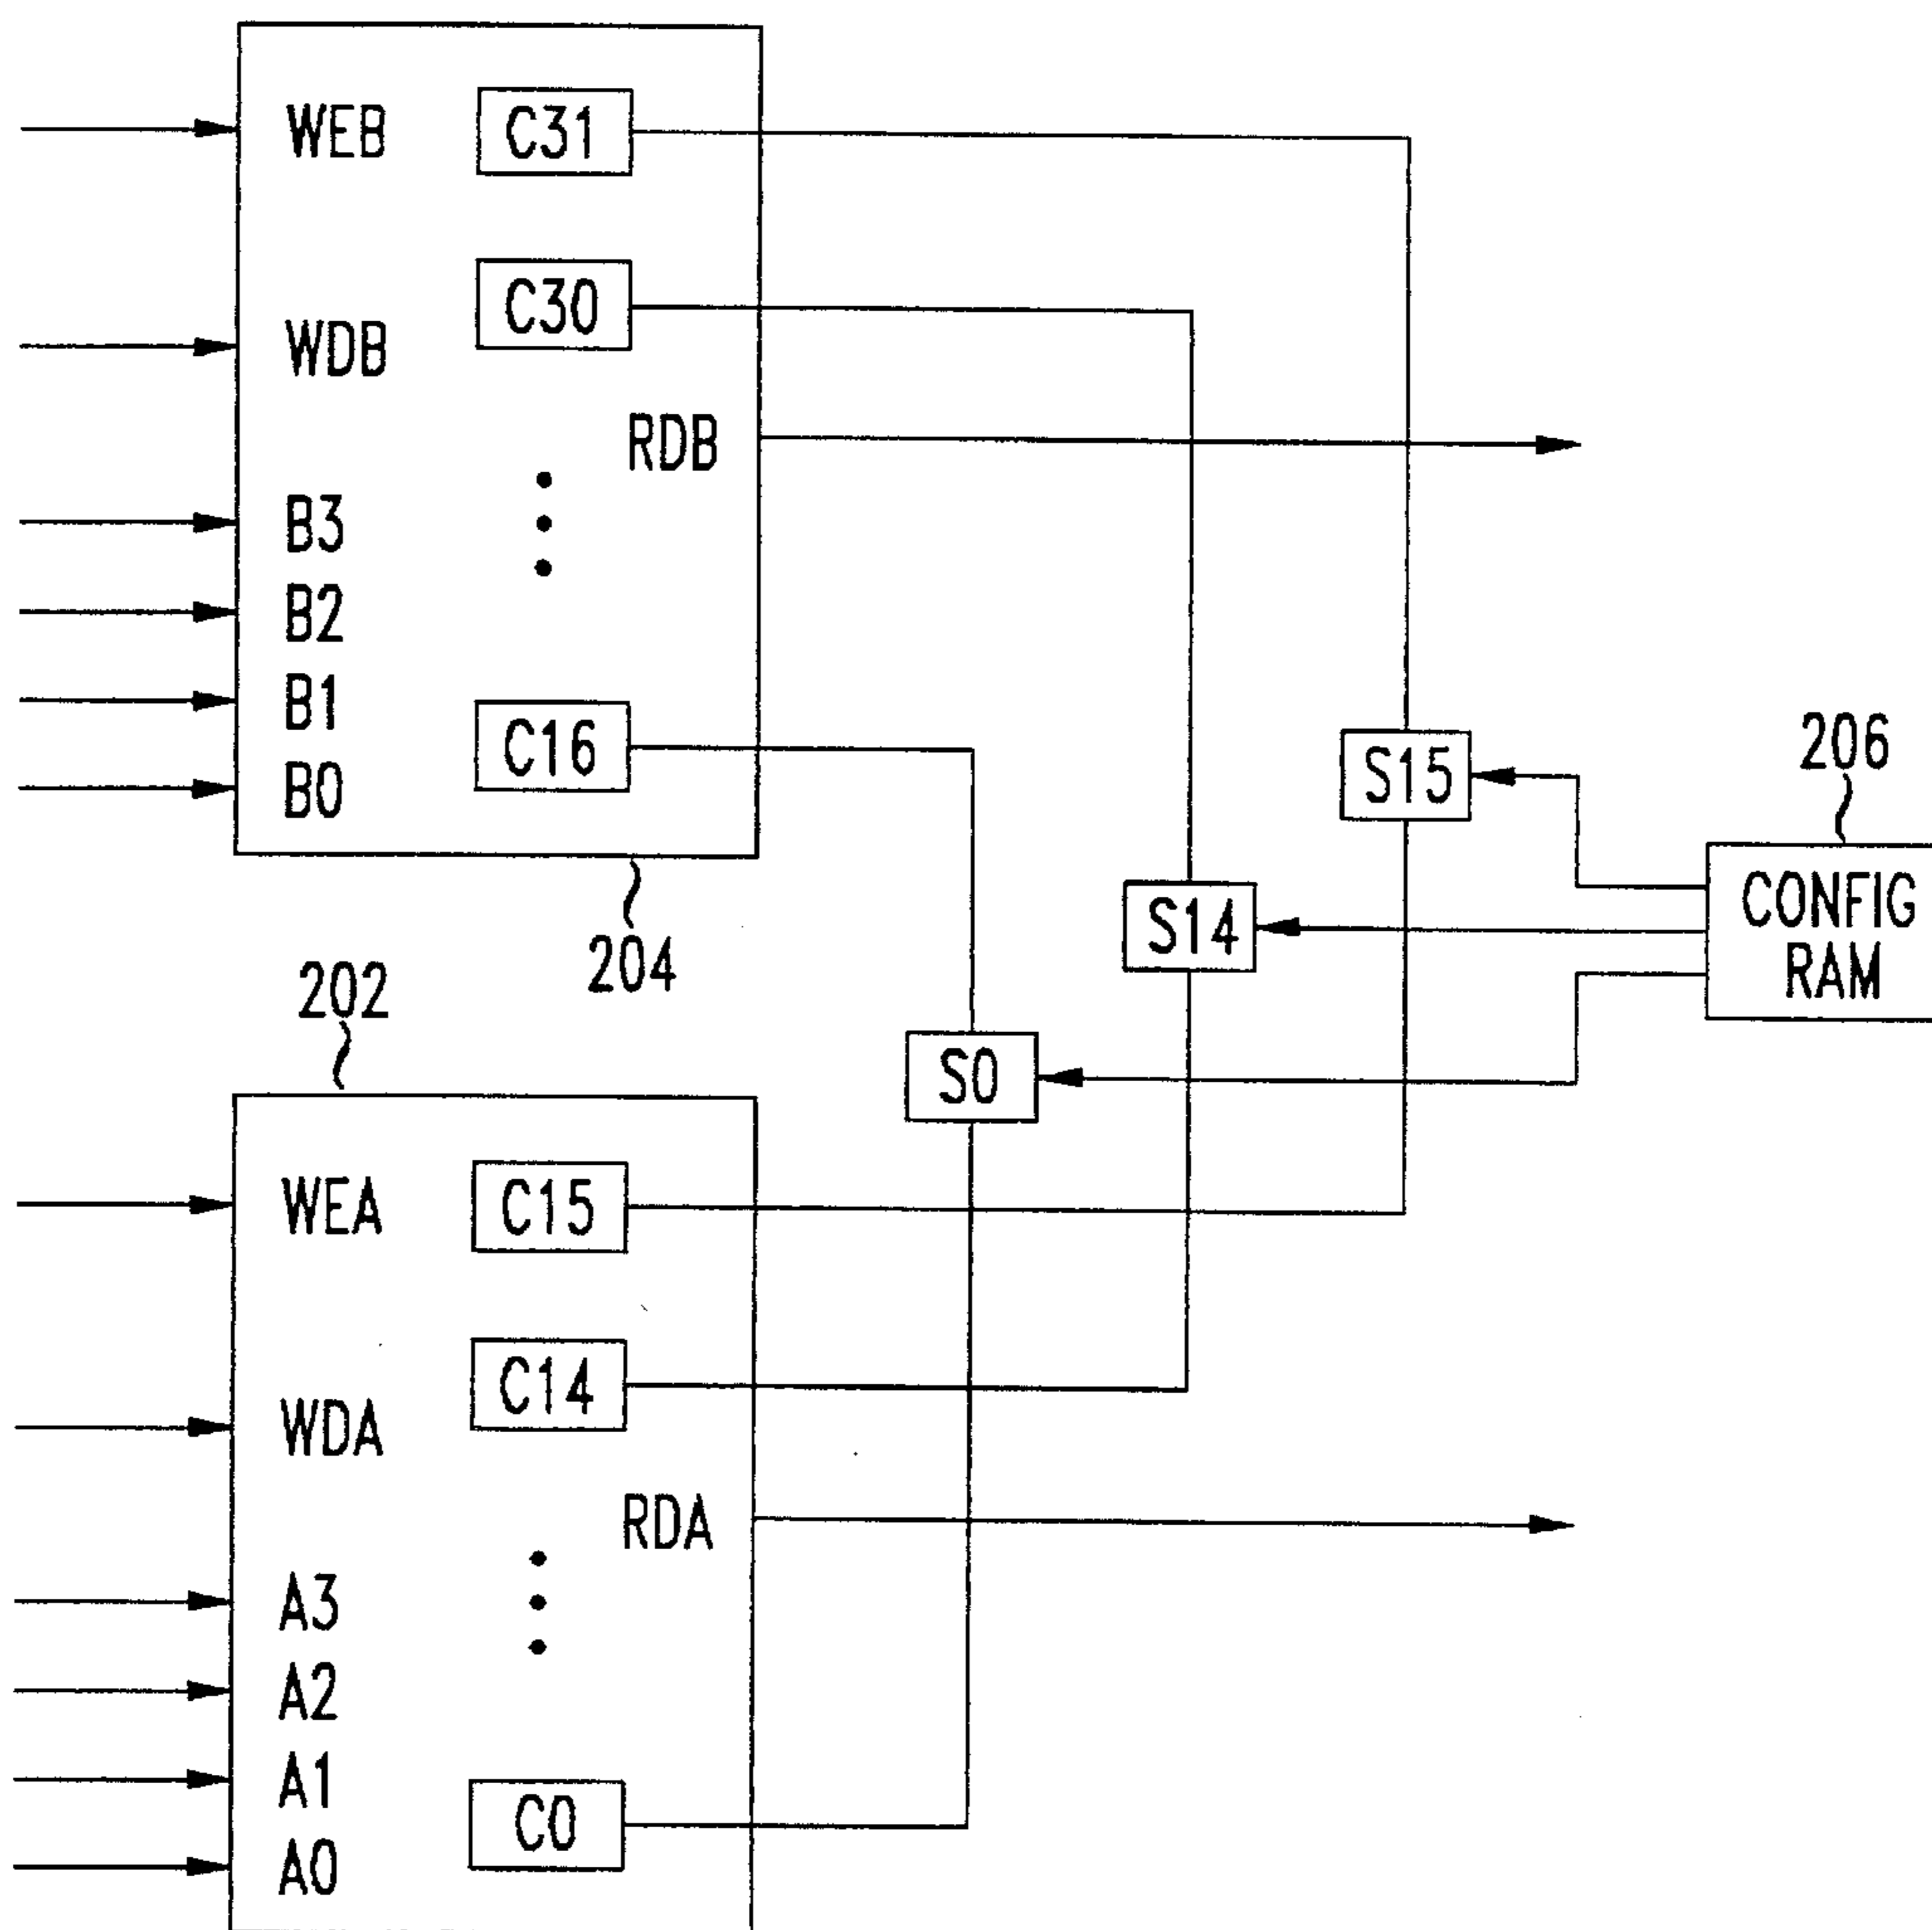 WEB
C31
WDB
C30
RDB
B3
B2
B1
B0
C16
204
S15
206
CONFIG
RAM
S14
S0
202
WEA
C15
WDA
C14
RDA
A3
A2
A1
A0
C0